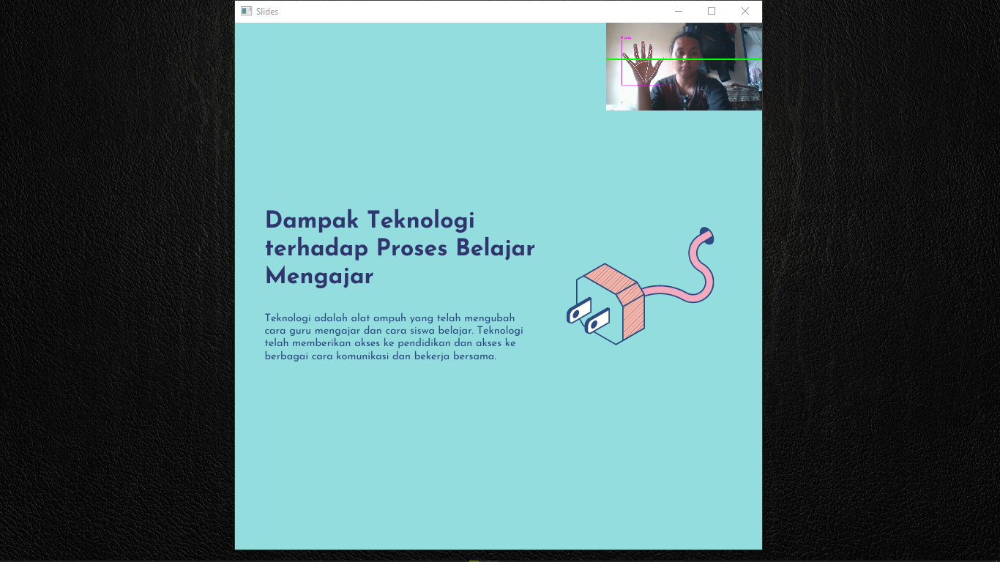 Slides
Dampak Teknologi
terhadap Proses Belajar
Mengajar
Teknologi adalah alat ampuh yang telah mengubah
cara guru mengajar dan cara siswa belajar. Teknologi
telah memberikan akses ke pendidikan dan akses ke
berbagai cara komunikasi dan bekerja bersama.